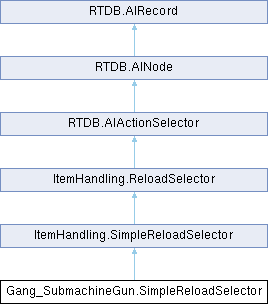 RTDB.AIRecord
RTDB.AINode
RTDB.AIActionSelector
ItemHandling.ReloadSelector
ItemHandling.SimpleReloadSelector
Gang_SubmachineGun.SimpleReloadSelector